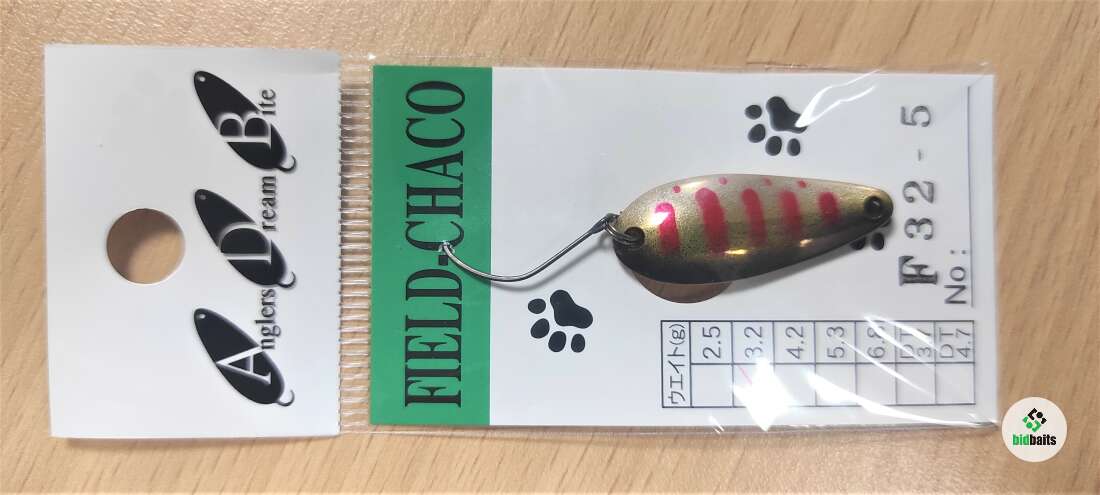 Anglers
Dream
Bite
FIELD-CHACO
No: F32-5
ウエイト(g)
2.5
3.2
4.2
5.3
6.8
DT
3.7
DT
4.7
bidbaits